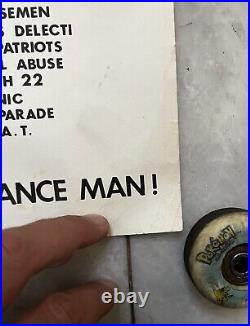 SEMEN
S DELECTI
PATRIOTS
L ABUSE
H 22
NIC
PARADE
A. T.
ANCE MAN!